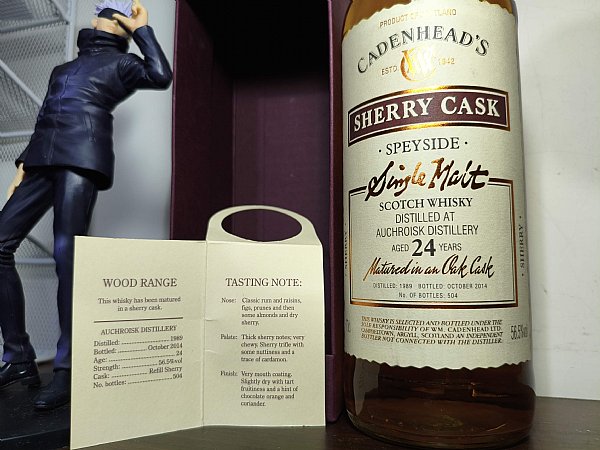 WOOD RANGE
This whisky has been matured
in a sherry cask.
AUCHROISK DISTILLERY
Distilled: 1989
Bottled: October 2014
Age: 24
Strength: 56.5%vol
Cask: Refill Sherry
No. bottles: 504
TASTING NOTE:
Nose: Classic rum and raisins,
figs, prunes and then
some almonds and dry
sherry.
Palate: Thick sherry notes; very
chewy. Sherry trifle with
some nuttiness and a
trace of cardamon.
Finish: Very mouth coating.
Slightly dry with tart
fruitiness and a hint of
chocolate orange and
coriander.
PRODUCT OF SCOTLAND
CADENHEAD'S
ESTD 1842
SHERRY CASK
· SPEYSIDE ·
Single Malt
SCOTCH WHISKY
DISTILLED AT
AUCHROISK DISTILLERY
AGED 24 YEARS
Matured in an Oak Cask
DISTILLED: 1989 BOTTLED: OCTOBER 2014
No. OF BOTTLES: 504
THIS WHISKY IS SELECTED AND BOTTLED UNDER THE
SOLE RESPONSIBILITY OF WM. CADENHEAD LTD.
CAMPBELTOWN, ARGYLL, SCOTLAND AN INDEPENDENT
BOTTLER NOT CONNECTED WITH THE DISTILLER.
56.5%vol
SHERRY
SHERRY